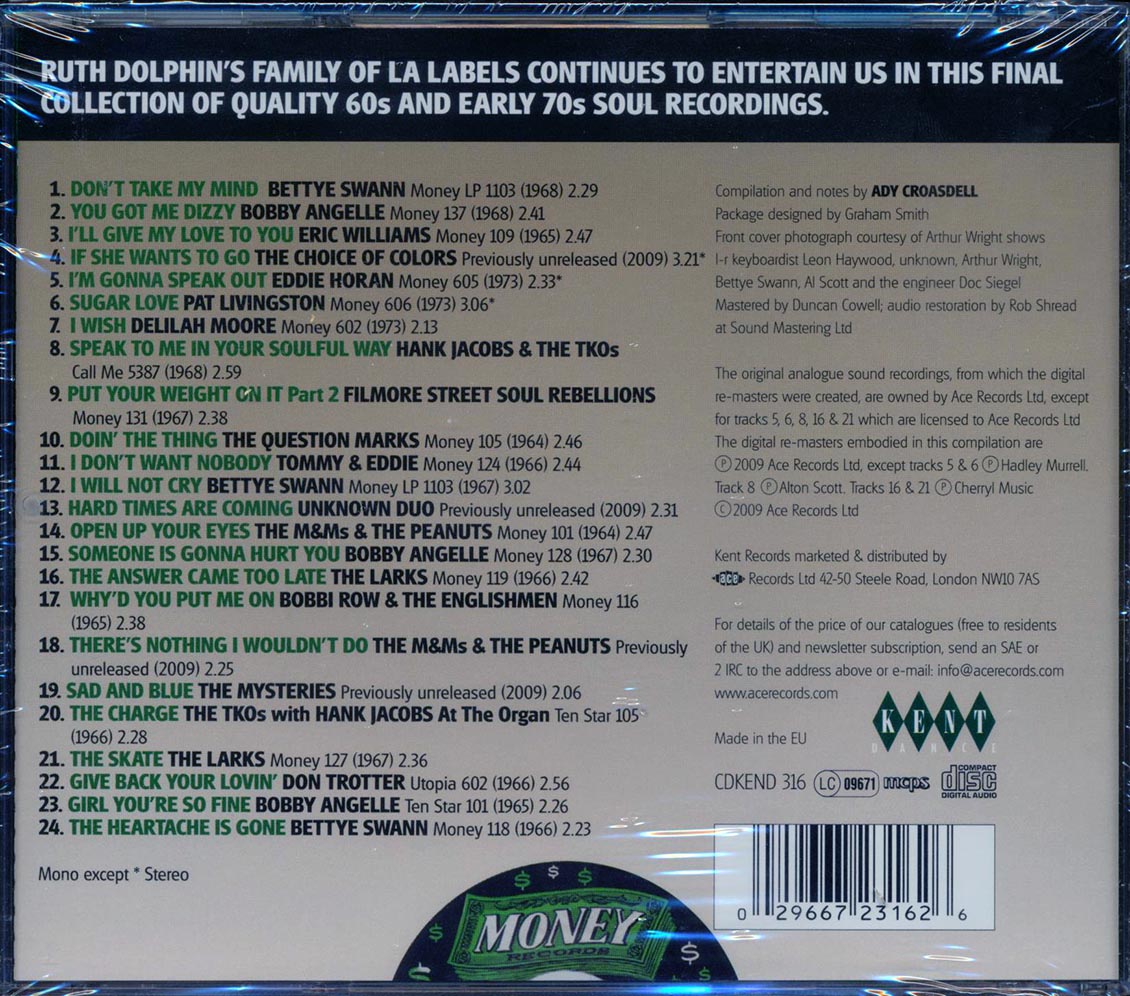 RUTH DOLPHIN'S FAMILY OF LA LABELS CONTINUES TO ENTERTAIN US IN THIS FINAL
COLLECTION OF QUALITY 60s AND EARLY 70s SOUL RECORDINGS.
1. DON'T TAKE MY MIND BETTYE SWANN Money LP 1103 (1968) 2.29
2. YOU GOT ME DIZZY BOBBY ANGELLE Money 137 (1968) 2.41
3. I'LL GIVE MY LOVE TO YOU ERIC WILLIAMS Money 109 (1965) 2.47
4. IF SHE WANTS TO GO THE CHOICE OF COLORS Previously unreleased (2009) 3.21*
5. I'M GONNA SPEAK OUT EDDIE HORAN Money 605 (1973) 2.33*
6. SUGAR LOVE PAT LIVINGSTON Money 606 (1973) 3.06*
7. I WISH DELILAH MOORE Money 602 (1973) 2.13
8. SPEAK TO ME IN YOUR SOULFUL WAY HANK JACOBS & THE TKOs
Call Me 5387 (1968) 2.59
9. PUT YOUR WEIGHT ON IT Part 2 FILMORE STREET SOUL REBELLIONS
Money 131 (1967) 2.38
10. DOIN' THE THING THE QUESTION MARKS Money 105 (1964) 2.46
11. I DON'T WANT NOBODY TOMMY & EDDIE Money 124 (1966) 2.44
12. I WILL NOT CRY BETTYE SWANN Money LP 1103 (1967) 3.02
13. HARD TIMES ARE COMING UNKNOWN DUO Previously unreleased (2009) 2.31
14. OPEN UP YOUR EYES THE M&Ms & THE PEANUTS Money 101 (1964) 2.47
15. SOMEONE IS GONNA HURT YOU BOBBY ANGELLE Money 128 (1967) 2.30
16. THE ANSWER CAME TOO LATE THE LARKS Money 119 (1966) 2.42
17. WHY'D YOU PUT ME ON BOBBI ROW & THE ENGLISHMEN Money 116
(1965) 2.38
18. THERE'S NOTHING I WOULDN'T DO THE M&Ms & THE PEANUTS Previously
unreleased (2009) 2.25
19. SAD AND BLUE THE MYSTERIES Previously unreleased (2009) 2.06
20. THE CHARGE THE TKOs with HANK JACOBS At The Organ Ten Star 105
(1966) 2.28
21. THE SKATE THE LARKS Money 127 (1967) 2.36
22. GIVE BACK YOUR LOVIN' DON TROTTER Utopia 602 (1966) 2.56
23. GIRL YOU'RE SO FINE BOBBY ANGELLE Ten Star 101 (1965) 2.26
24. THE HEARTACHE IS GONE BETTYE SWANN Money 118 (1966) 2.23
Mono except * Stereo
Compilation and notes by ADY CROASDELL
Package designed by Graham Smith
Front cover photograph courtesy of Arthur Wright shows
l-r keyboardist Leon Haywood, unknown, Arthur Wright,
Bettye Swann, Al Scott and the engineer Doc Siegel
Mastered by Duncan Cowell; audio restoration by Rob Shread
at Sound Mastering Ltd
The original analogue sound recordings, from which the digital
re-masters were created, are owned by Ace Records Ltd, except
for tracks 5, 6, 8, 16 & 21 which are licensed to Ace Records Ltd
The digital re-masters embodied in this compilation are
Ⓟ2009 Ace Records Ltd, except tracks 5 & 6 ⓅHadley Murrell.
Track 8 ⓅAlton Scott. Tracks 16 & 21 ⓅCherryl Music
©2009 Ace Records Ltd
Kent Records marketed & distributed by
ace Records Ltd 42-50 Steele Road, London NW10 7AS
For details of the price of our catalogues (free to residents
of the UK) and newsletter subscription, send an SAE or
2 IRC to the address above or e-mail: info@acerecords.com
www.acerecords.com
KENT
DANCE
Made in the EU
CDKEND 316 LC 09671 mcps COMPACT disc DIGITAL AUDIO
0 29667 23162 6
$ $ $ $ $ $ $
MONEY
RECORDS